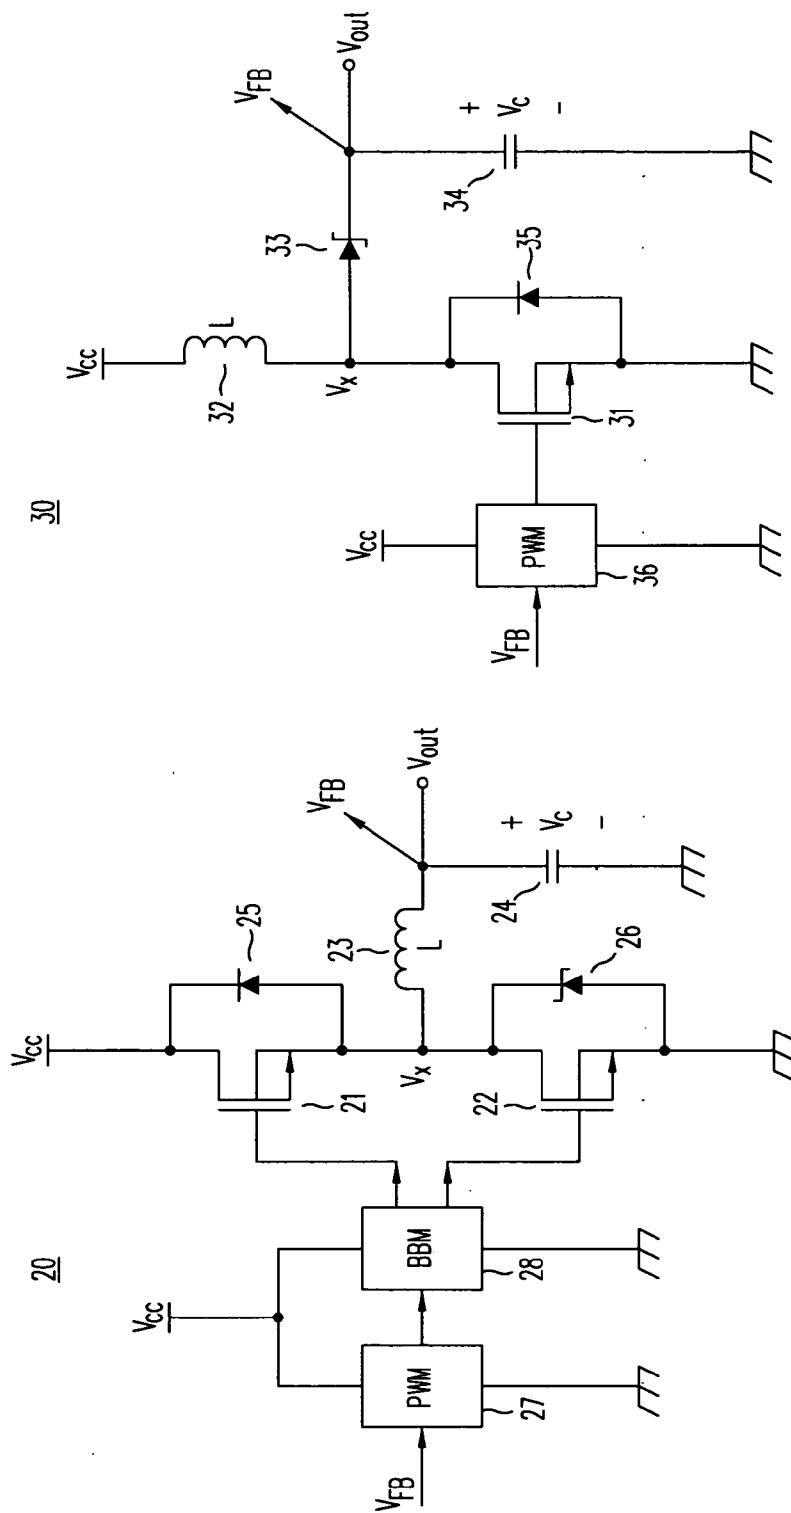 20
Vcc
VFB
PWM
27
BBM
28
Vcc
21
25
Vx
22
26
23
L
VFB
Vout
24
+
Vc
-
30
Vcc
VFB
PWM
36
Vcc
32
L
Vx
31
35
33
VFB
Vout
34
+
Vc
-